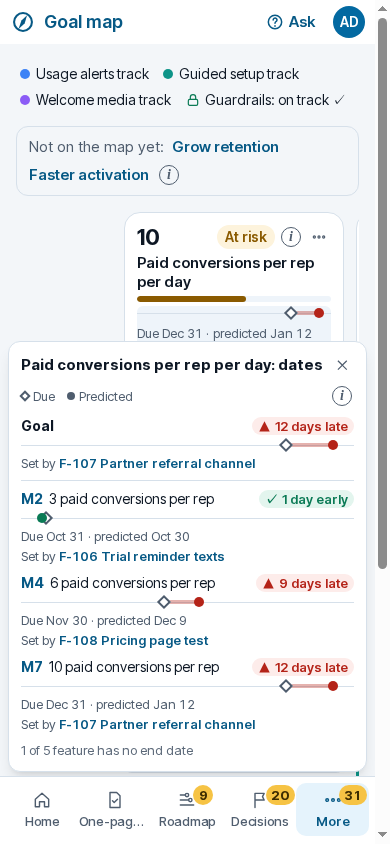 Goal map
Ask
AD
Usage alerts track
Guided setup track
Welcome media track
Guardrails: on track ✓
Not on the map yet: Grow retention
Faster activation
i
10
At risk
i
•••
Paid conversions per rep
per day
Due Dec 31 · predicted Jan 12
Paid conversions per rep per day: dates
Due
Predicted
i
Goal
▲ 12 days late
Set by F-107 Partner referral channel
M2 3 paid conversions per rep
✓ 1 day early
Due Oct 31 · predicted Oct 30
Set by F-106 Trial reminder texts
M4 6 paid conversions per rep
▲ 9 days late
Due Nov 30 · predicted Dec 9
Set by F-108 Pricing page test
M7 10 paid conversions per rep
▲ 12 days late
Due Dec 31 · predicted Jan 12
Set by F-107 Partner referral channel
1 of 5 feature has no end date
9
20
31
Home
One-pag...
Roadmap
Decisions
More